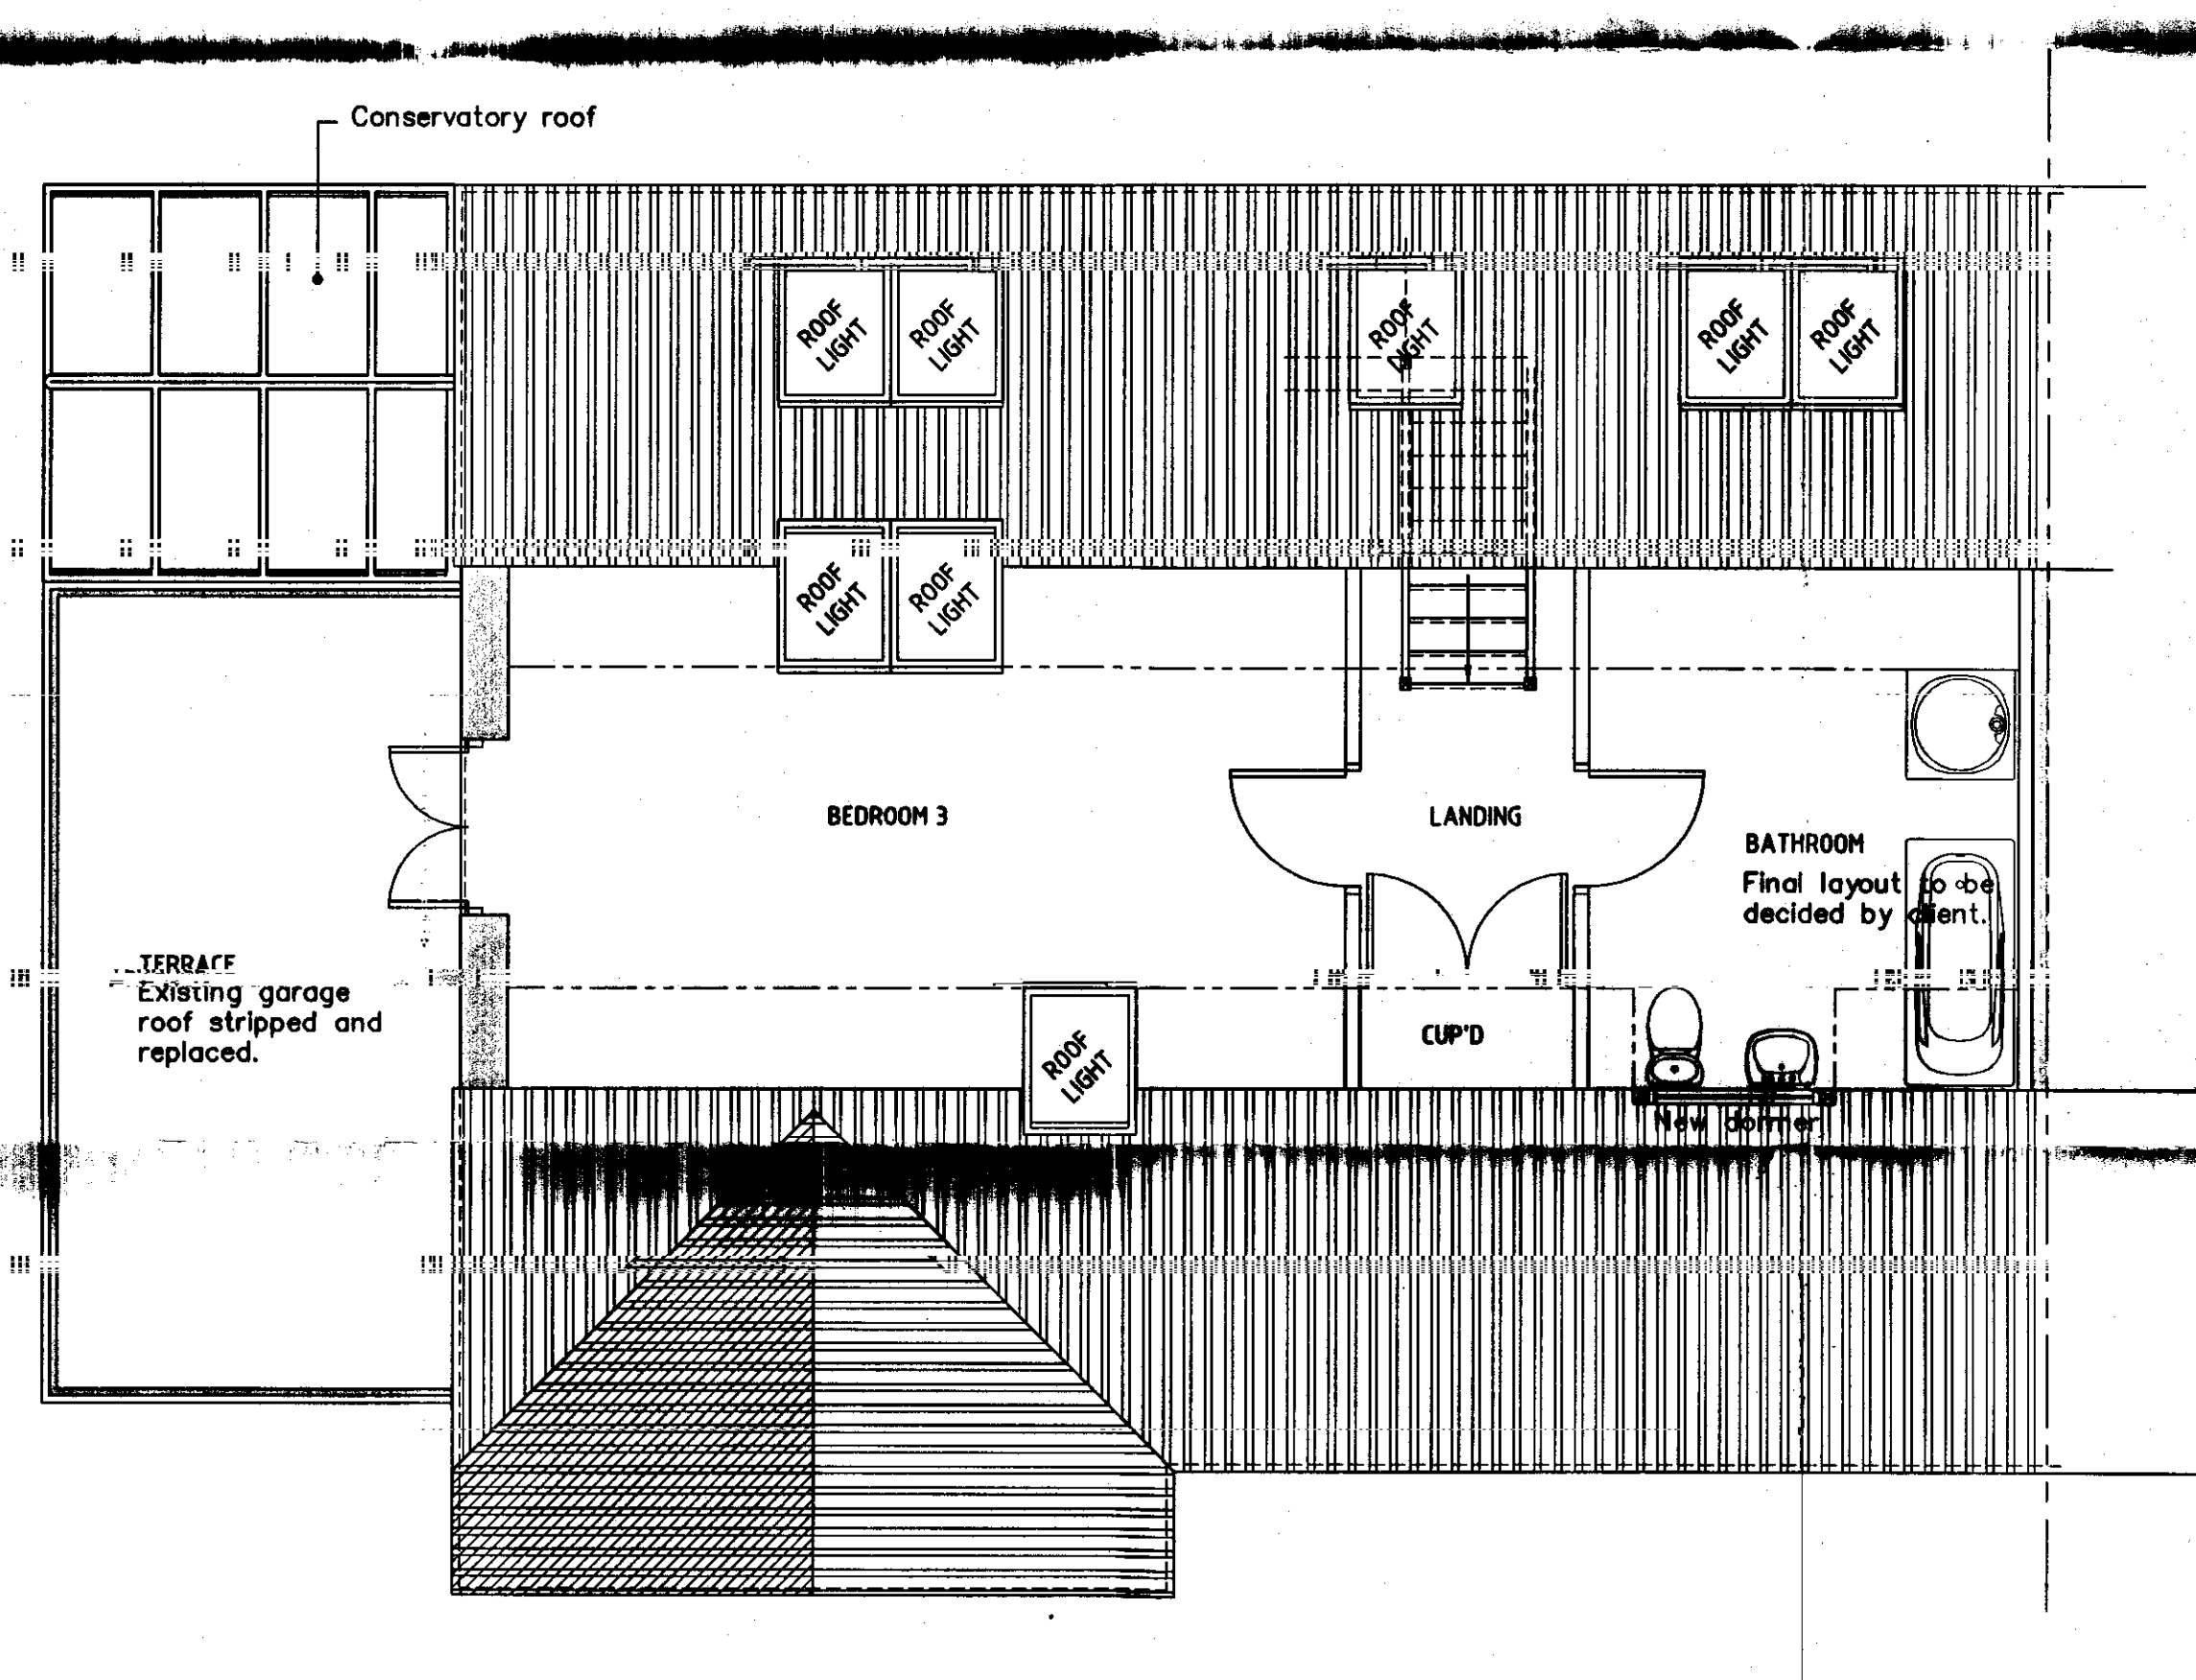 Conservatory roof
ROOF
LIGHT
ROOF
LIGHT
ROOF
LIGHT
ROOF
LIGHT
ROOF
LIGHT
ROOF
LIGHT
ROOF
LIGHT
BEDROOM 3
LANDING
BATHROOM
Final layout to be
decided by client.
TERRACE
Existing garage
roof stripped and
replaced.
ROOF
LIGHT
CUP'D
New dormer